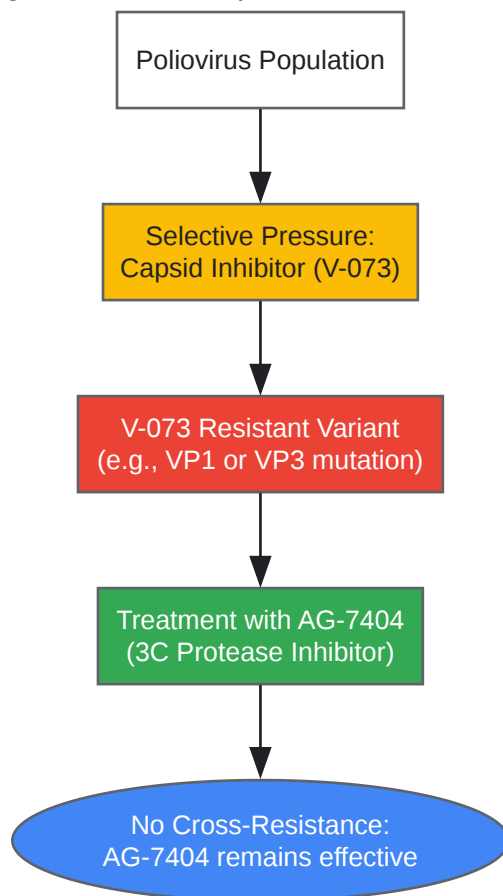 Poliovirus Population
Selective Pressure:
Capsid Inhibitor (V-073)
V-073 Resistant Variant
(e.g., VP1 or VP3 mutation)
Treatment with AG-7404
(3C Protease Inhibitor)
No Cross-Resistance:
AG-7404 remains effective